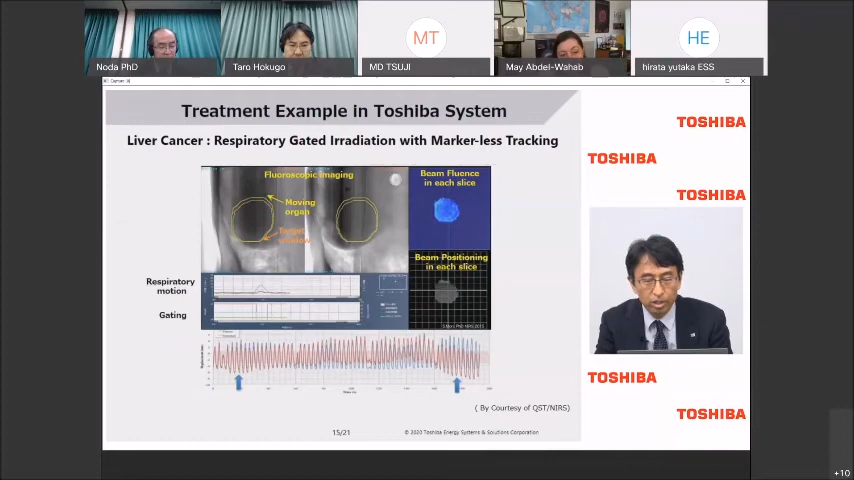 MT
HE
Noda PhD
Taro Hokugo
MD TSUJI
May Abdel-Wahab
hirata yutaka ESS
Treatment Example in Toshiba System
Liver Cancer : Respiratory Gated Irradiation with Marker-less Tracking
Fluoroscopic imaging
Moving
organ
Target
Beam Fluence
in each slice
Beam Positioning
in each slice
Respiratory
motion
Gating
( By Courtesy of QST/NIRS)
15/21
© 2020 Toshiba Energy Systems & Solutions Corporation
TOSHIBA
TOSHIBA
TOSHIBA
TOSHIBA
TOSHIBA
+10